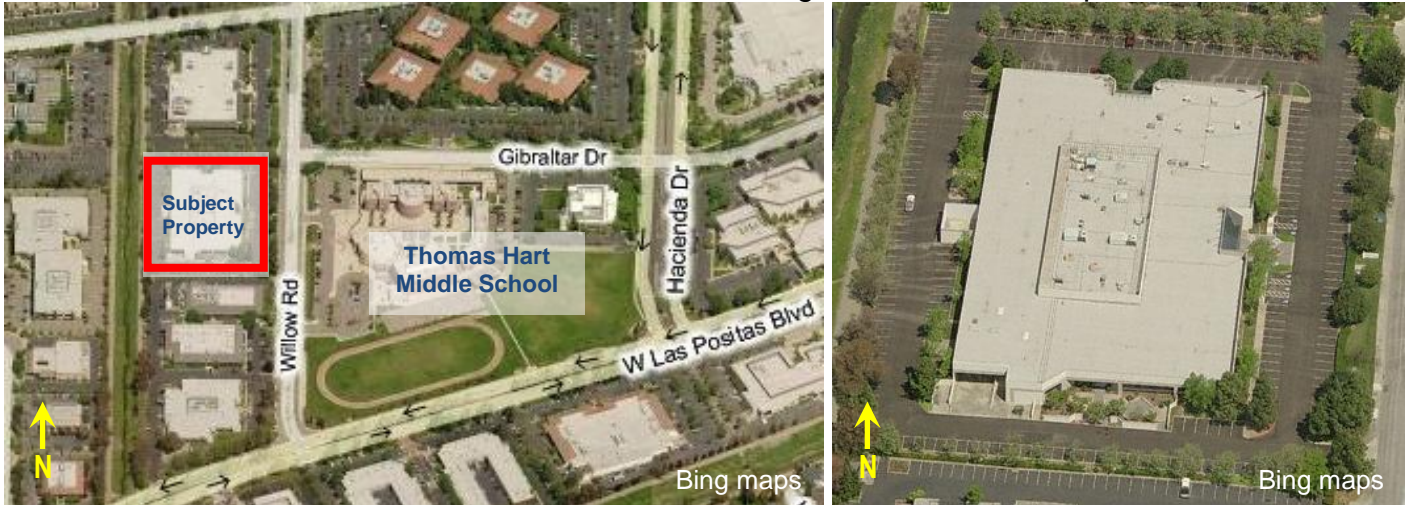 Gibraltar Dr
Subject
Property
Thomas Hart
Middle School
Hacienda Dr
Willow Rd
W Las Positas Blvd
N
Bing maps
N
Bing maps